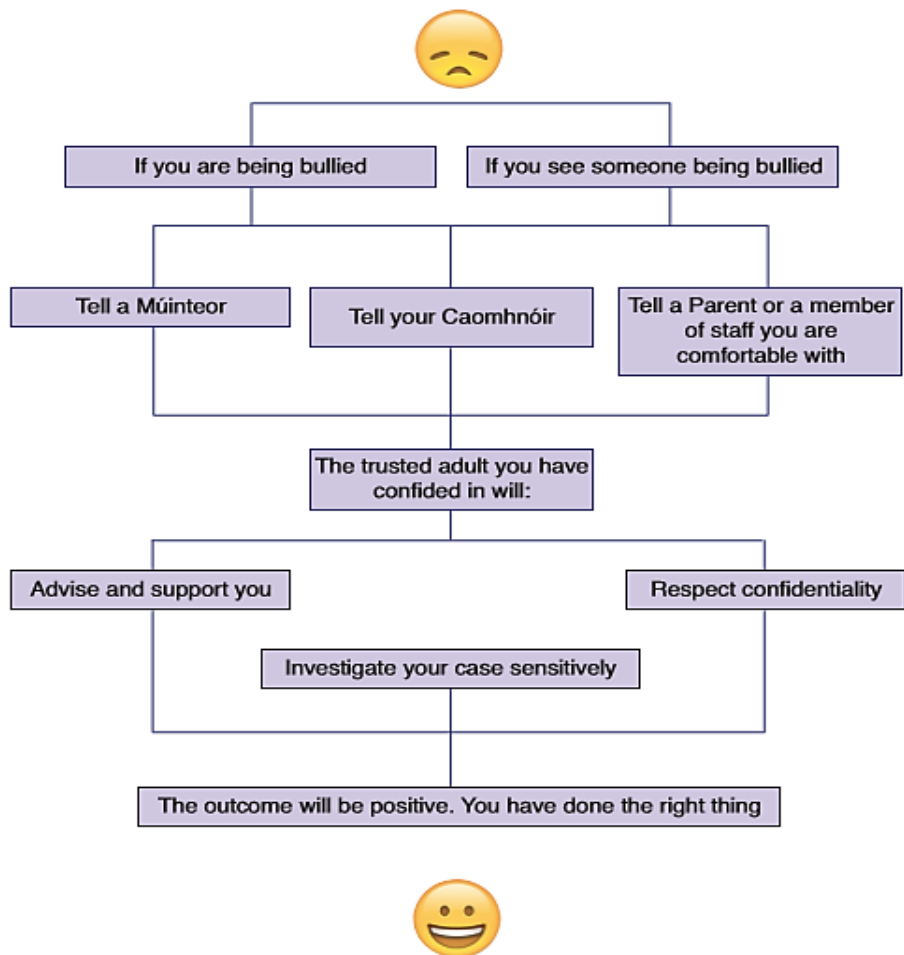 If you are being bullied
If you see someone being bullied
Tell a Múinteor
Tell your Caomhnóir
Tell a Parent or a member
of staff you are
comfortable with
The trusted adult you have
confided in will:
Advise and support you
Respect confidentiality
Investigate your case sensitively
The outcome will be positive. You have done the right thing